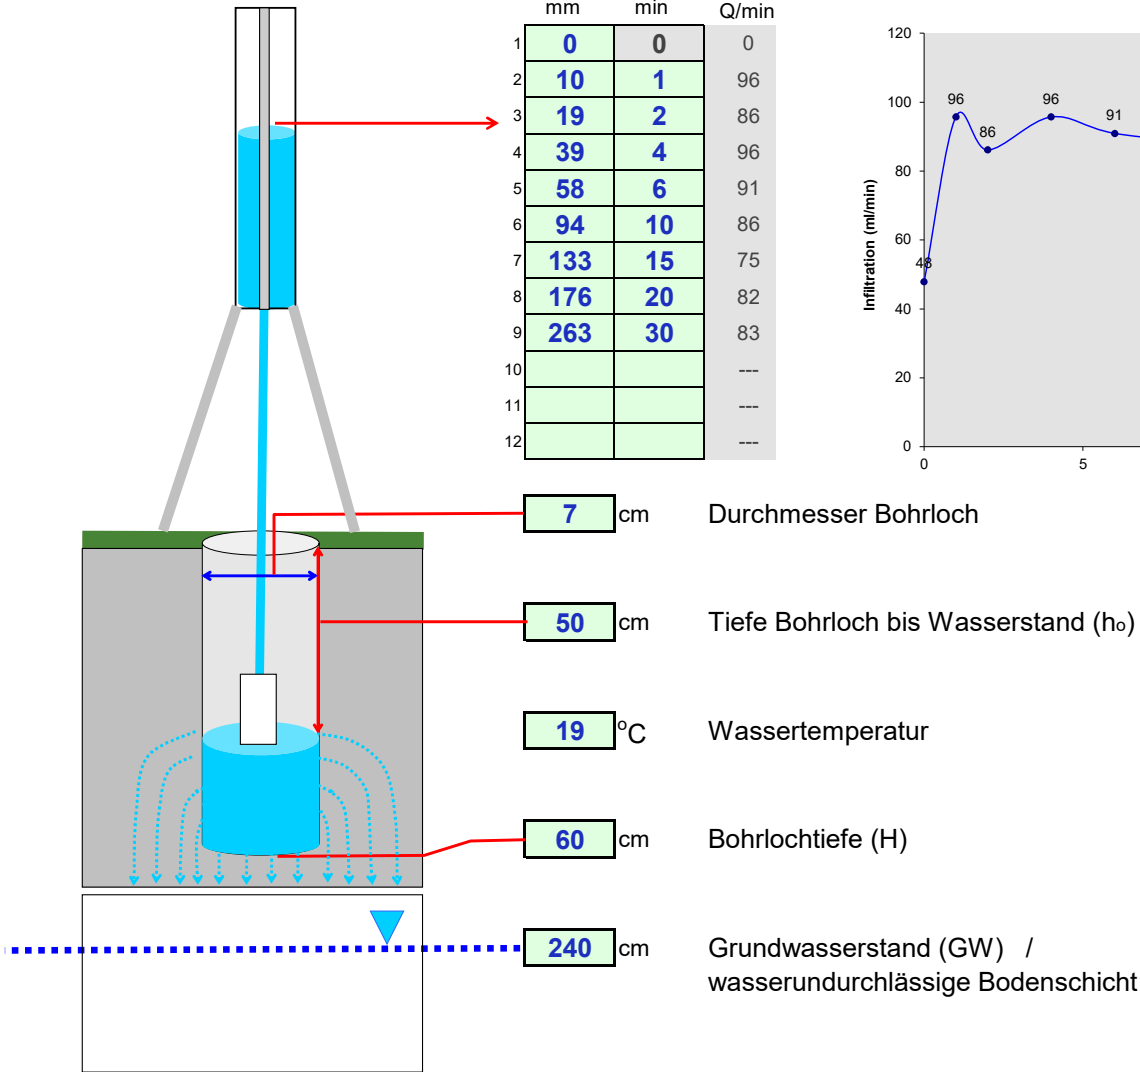 mm min Q/min
1 0 0 0
2 10 1 96
3 19 2 86
4 39 4 96
5 58 6 91
6 94 10 86
7 133 15 75
8 176 20 82
9 263 30 83
10 ---
11 ---
12 ---
Infiltration (ml/min)
120
100
80
60
40
20
0
0 5
48
96
86
96
91
7 cm Durchmesser Bohrloch
50 cm Tiefe Bohrloch bis Wasserstand (ho)
19 °C Wassertemperatur
60 cm Bohrlochtiefe (H)
240 cm Grundwasserstand (GW) /
wasserundurchlässige Bodenschicht